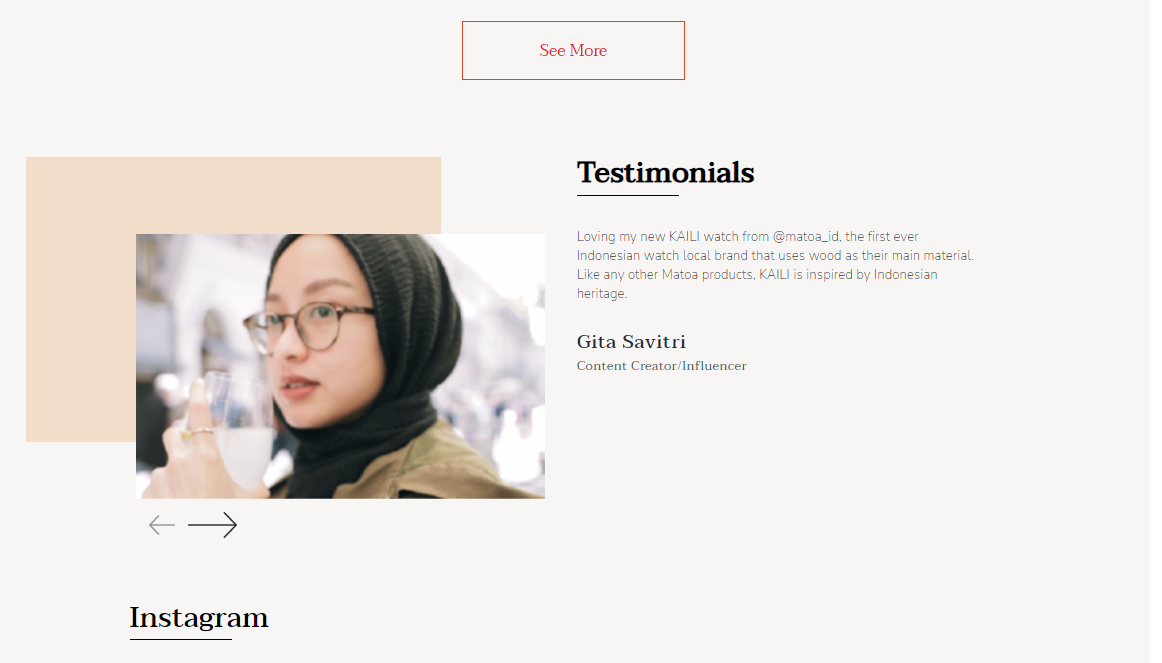 See More
Testimonials
Loving my new KAILI watch from @matoa_id, the first ever
Indonesian watch local brand that uses wood as their main material.
Like any other Matoa products, KAILI is inspired by Indonesian
heritage.
Gita Savitri
Content Creator/Influencer
Instagram